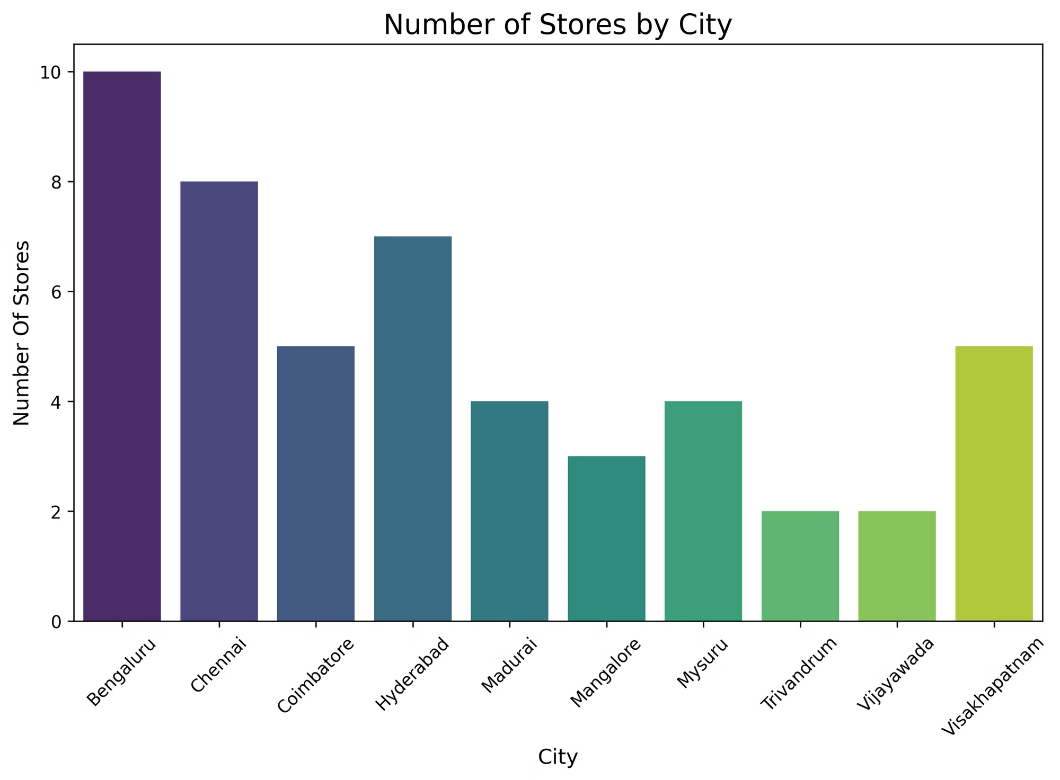 Number of Stores by City
Number Of Stores
10
8
6
4
2
0
Bengaluru
Chennai
Coimbatore
Hyderabad
Madurai
Mangalore
Mysuru
Trivandrum
Vijayawada
Visakhapatnam
City